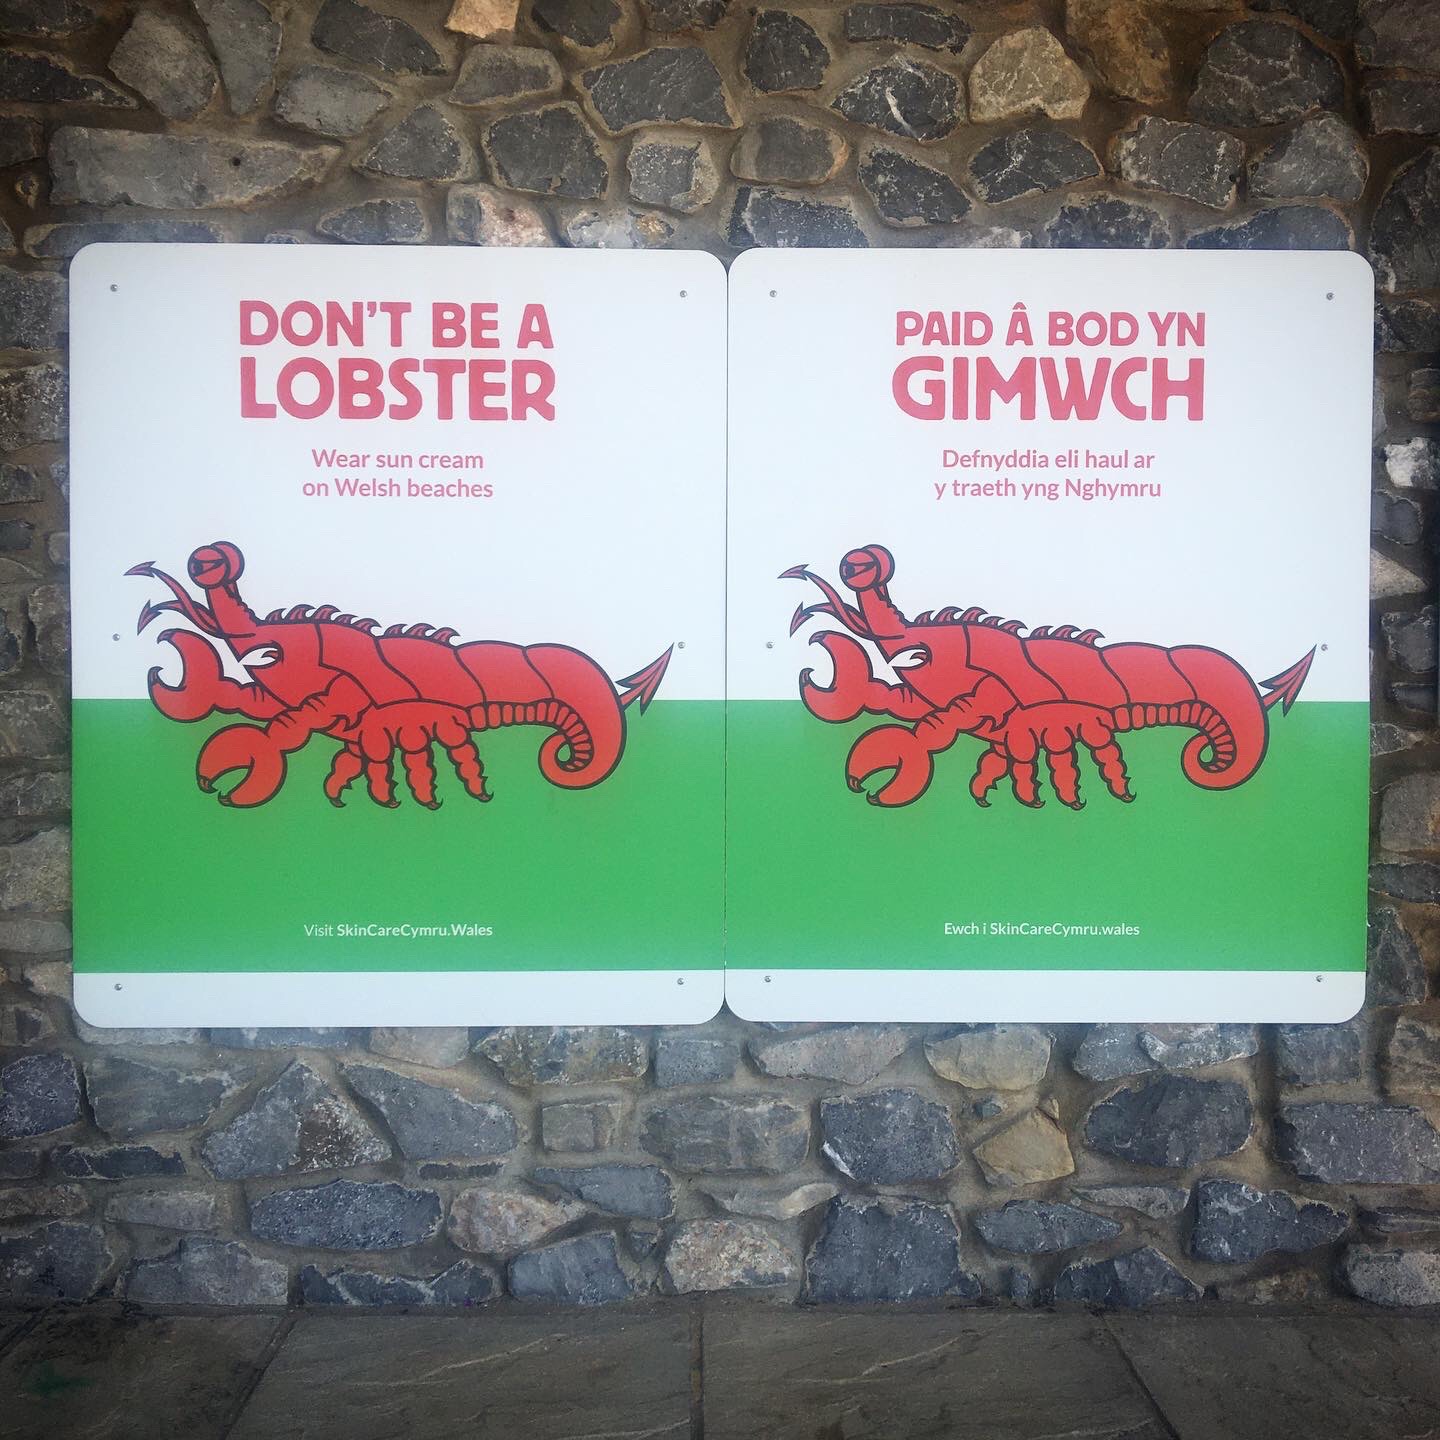 DON'T BE A
LOBSTER
Wear sun cream
on Welsh beaches
Visit SkinCareCymru.Wales
PAID Â BOD YN
GIMWCH
Defnyddia eli haul ar
y traeth yng Nghymru
Ewch i SkinCareCymru.wales